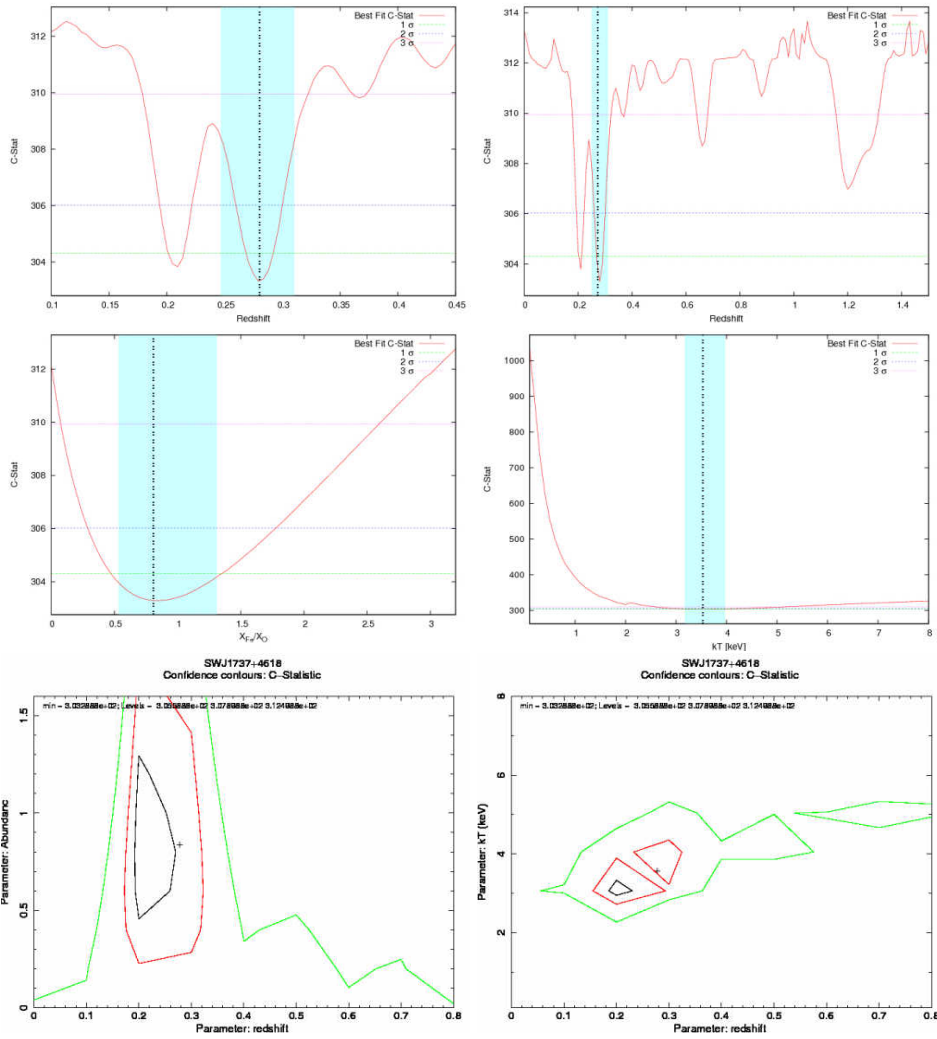 Best Fit C-Stat
1 σ
2 σ
3 σ
312
310
308
306
304
C-Stat
0.1 0.15 0.2 0.25 0.3 0.35 0.4 0.45
Redshift
Best Fit C-Stat
1 σ
2 σ
3 σ
314
312
310
308
306
304
C-Stat
0 0.2 0.4 0.6 0.8 1 1.2 1.4
Redshift
Best Fit C-Stat
1 σ
2 σ
3 σ
312
310
308
306
304
C-Stat
0 0.5 1 1.5 2 2.5 3
X_Fe/X_O
Best Fit C-Stat
1 σ
2 σ
3 σ
1000
900
800
700
600
500
400
300
C-Stat
1 2 3 4 5 6 7 8
kT [keV]
SWJ1737+4618
Confidence contours: C-Statistic
Levels =
1.5
1
0.5
0
Parameter: Abundanc
0 0.1 0.2 0.3 0.4 0.5 0.6 0.7 0.8
Parameter: redshift
SWJ1737+4618
Confidence contours: C-Statistic
Levels =
8
6
4
2
Parameter: kT [keV]
0 0.1 0.2 0.3 0.4 0.5 0.6 0.7 0.8
Parameter: redshift